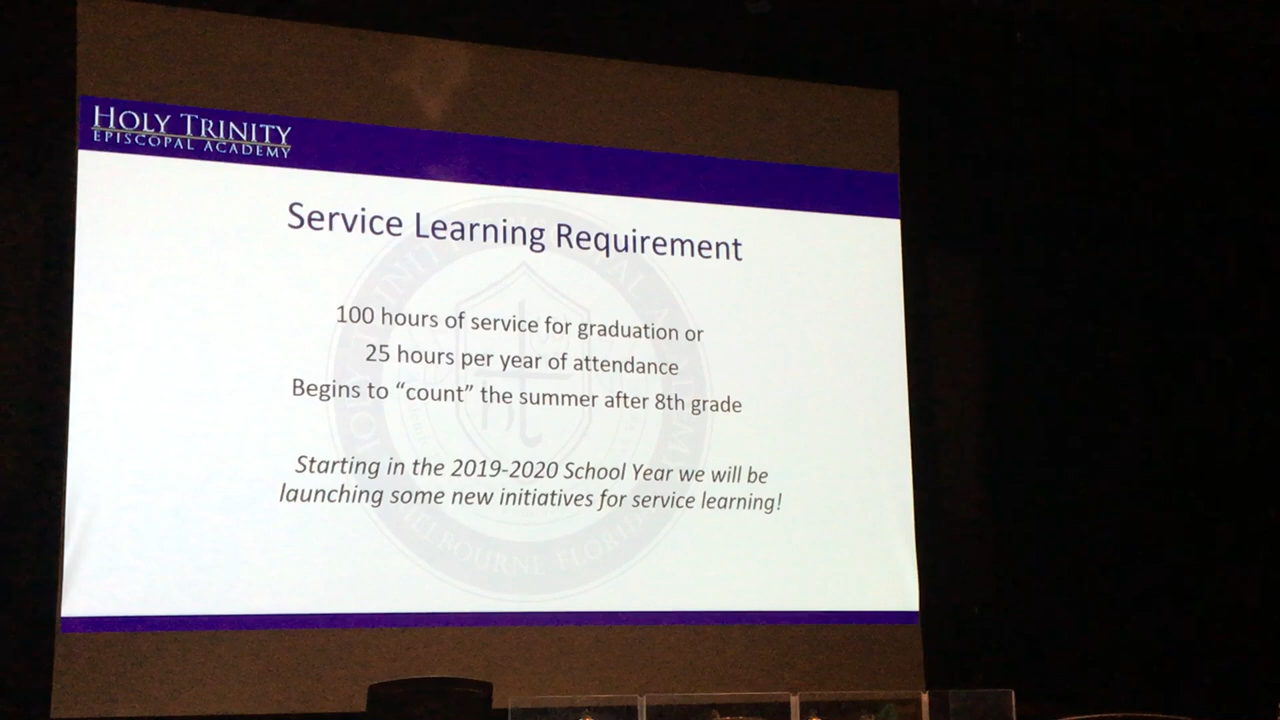 HOLY TRINITY
EPISCOPAL ACADEMY
Service Learning Requirement
100 hours of service for graduation or
25 hours per year of attendance
Begins to “count” the summer after 8th grade
Starting in the 2019-2020 School Year we will be
launching some new initiatives for service learning!
MELBOURNE FLORIDA